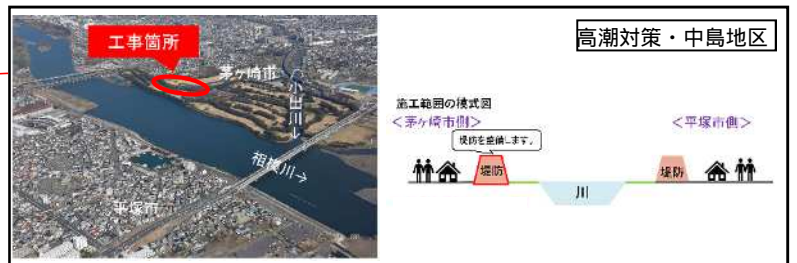 高潮対策・中島地区
工事箇所
茅ヶ崎市
小出川→
相模川→
平塚市
施工範囲の模式図
＜茅ヶ崎市側＞
＜平塚市側＞
堤防を整備します。
堤防
堤防
川